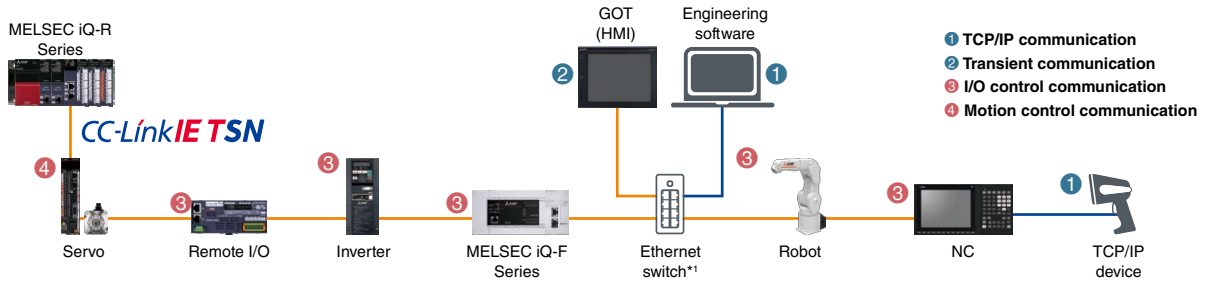 MELSEC iQ-R
Series
GOT
(HMI)
Engineering
software
2
1
1 TCP/IP communication
2 Transient communication
3 I/O control communication
4 Motion control communication
CC-Link IE TSN
4
3
3
3
3
3
1
Servo
Remote I/O
Inverter
MELSEC iQ-F
Series
Ethernet
switch*1
Robot
NC
TCP/IP
device